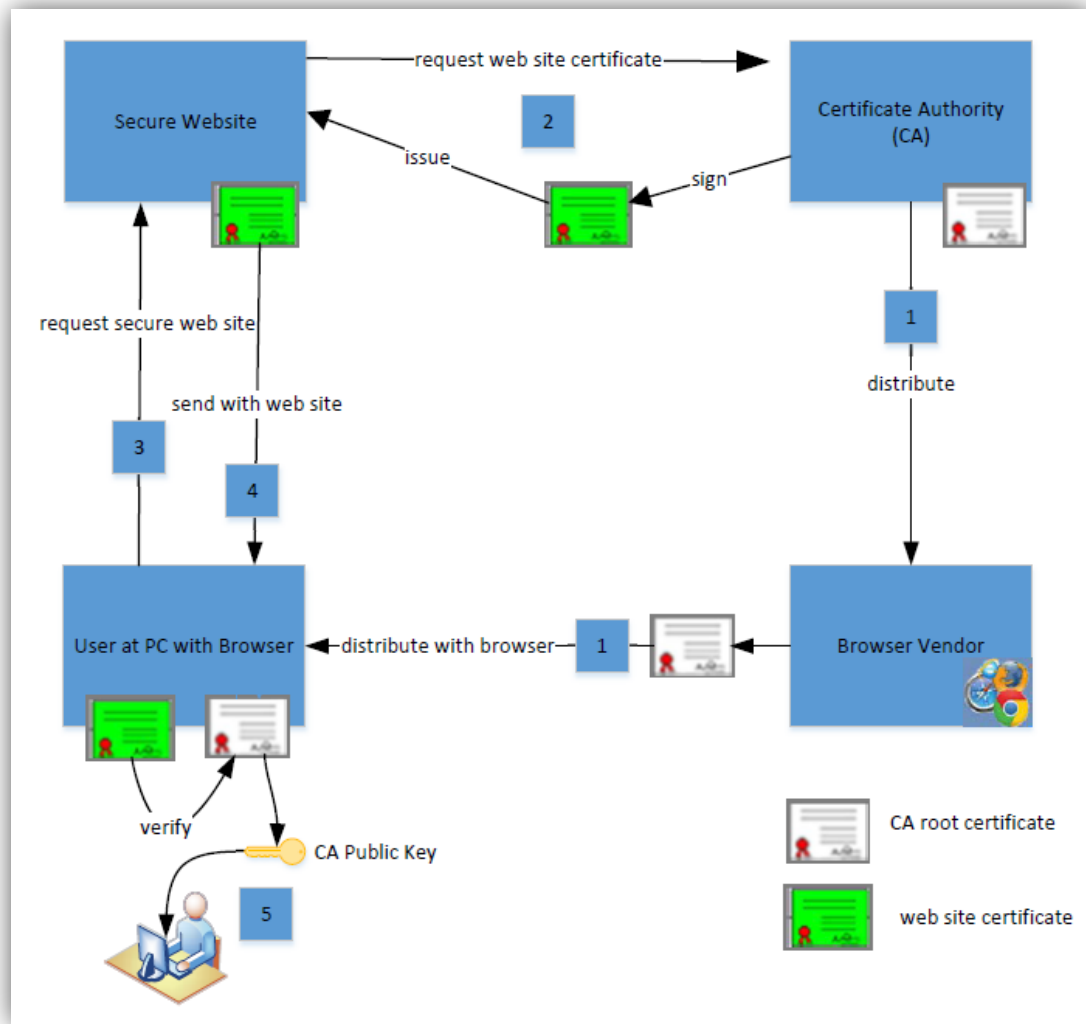 request web site certificate
Secure Website
2
Certificate Authority
(CA)
issue
sign
1
request secure web site
distribute
send with web site
3
4
User at PC with Browser
distribute with browser
1
Browser Vendor
verify
CA Public Key
CA root certificate
5
web site certificate